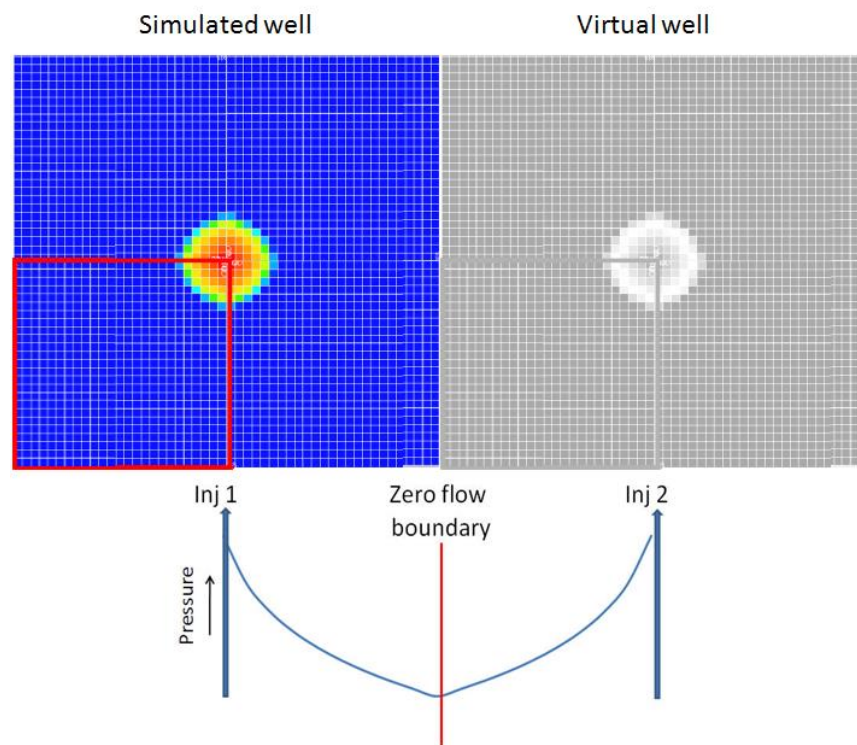 Simulated well
Virtual well
Inj 1
Zero flow
boundary
Inj 2
Pressure